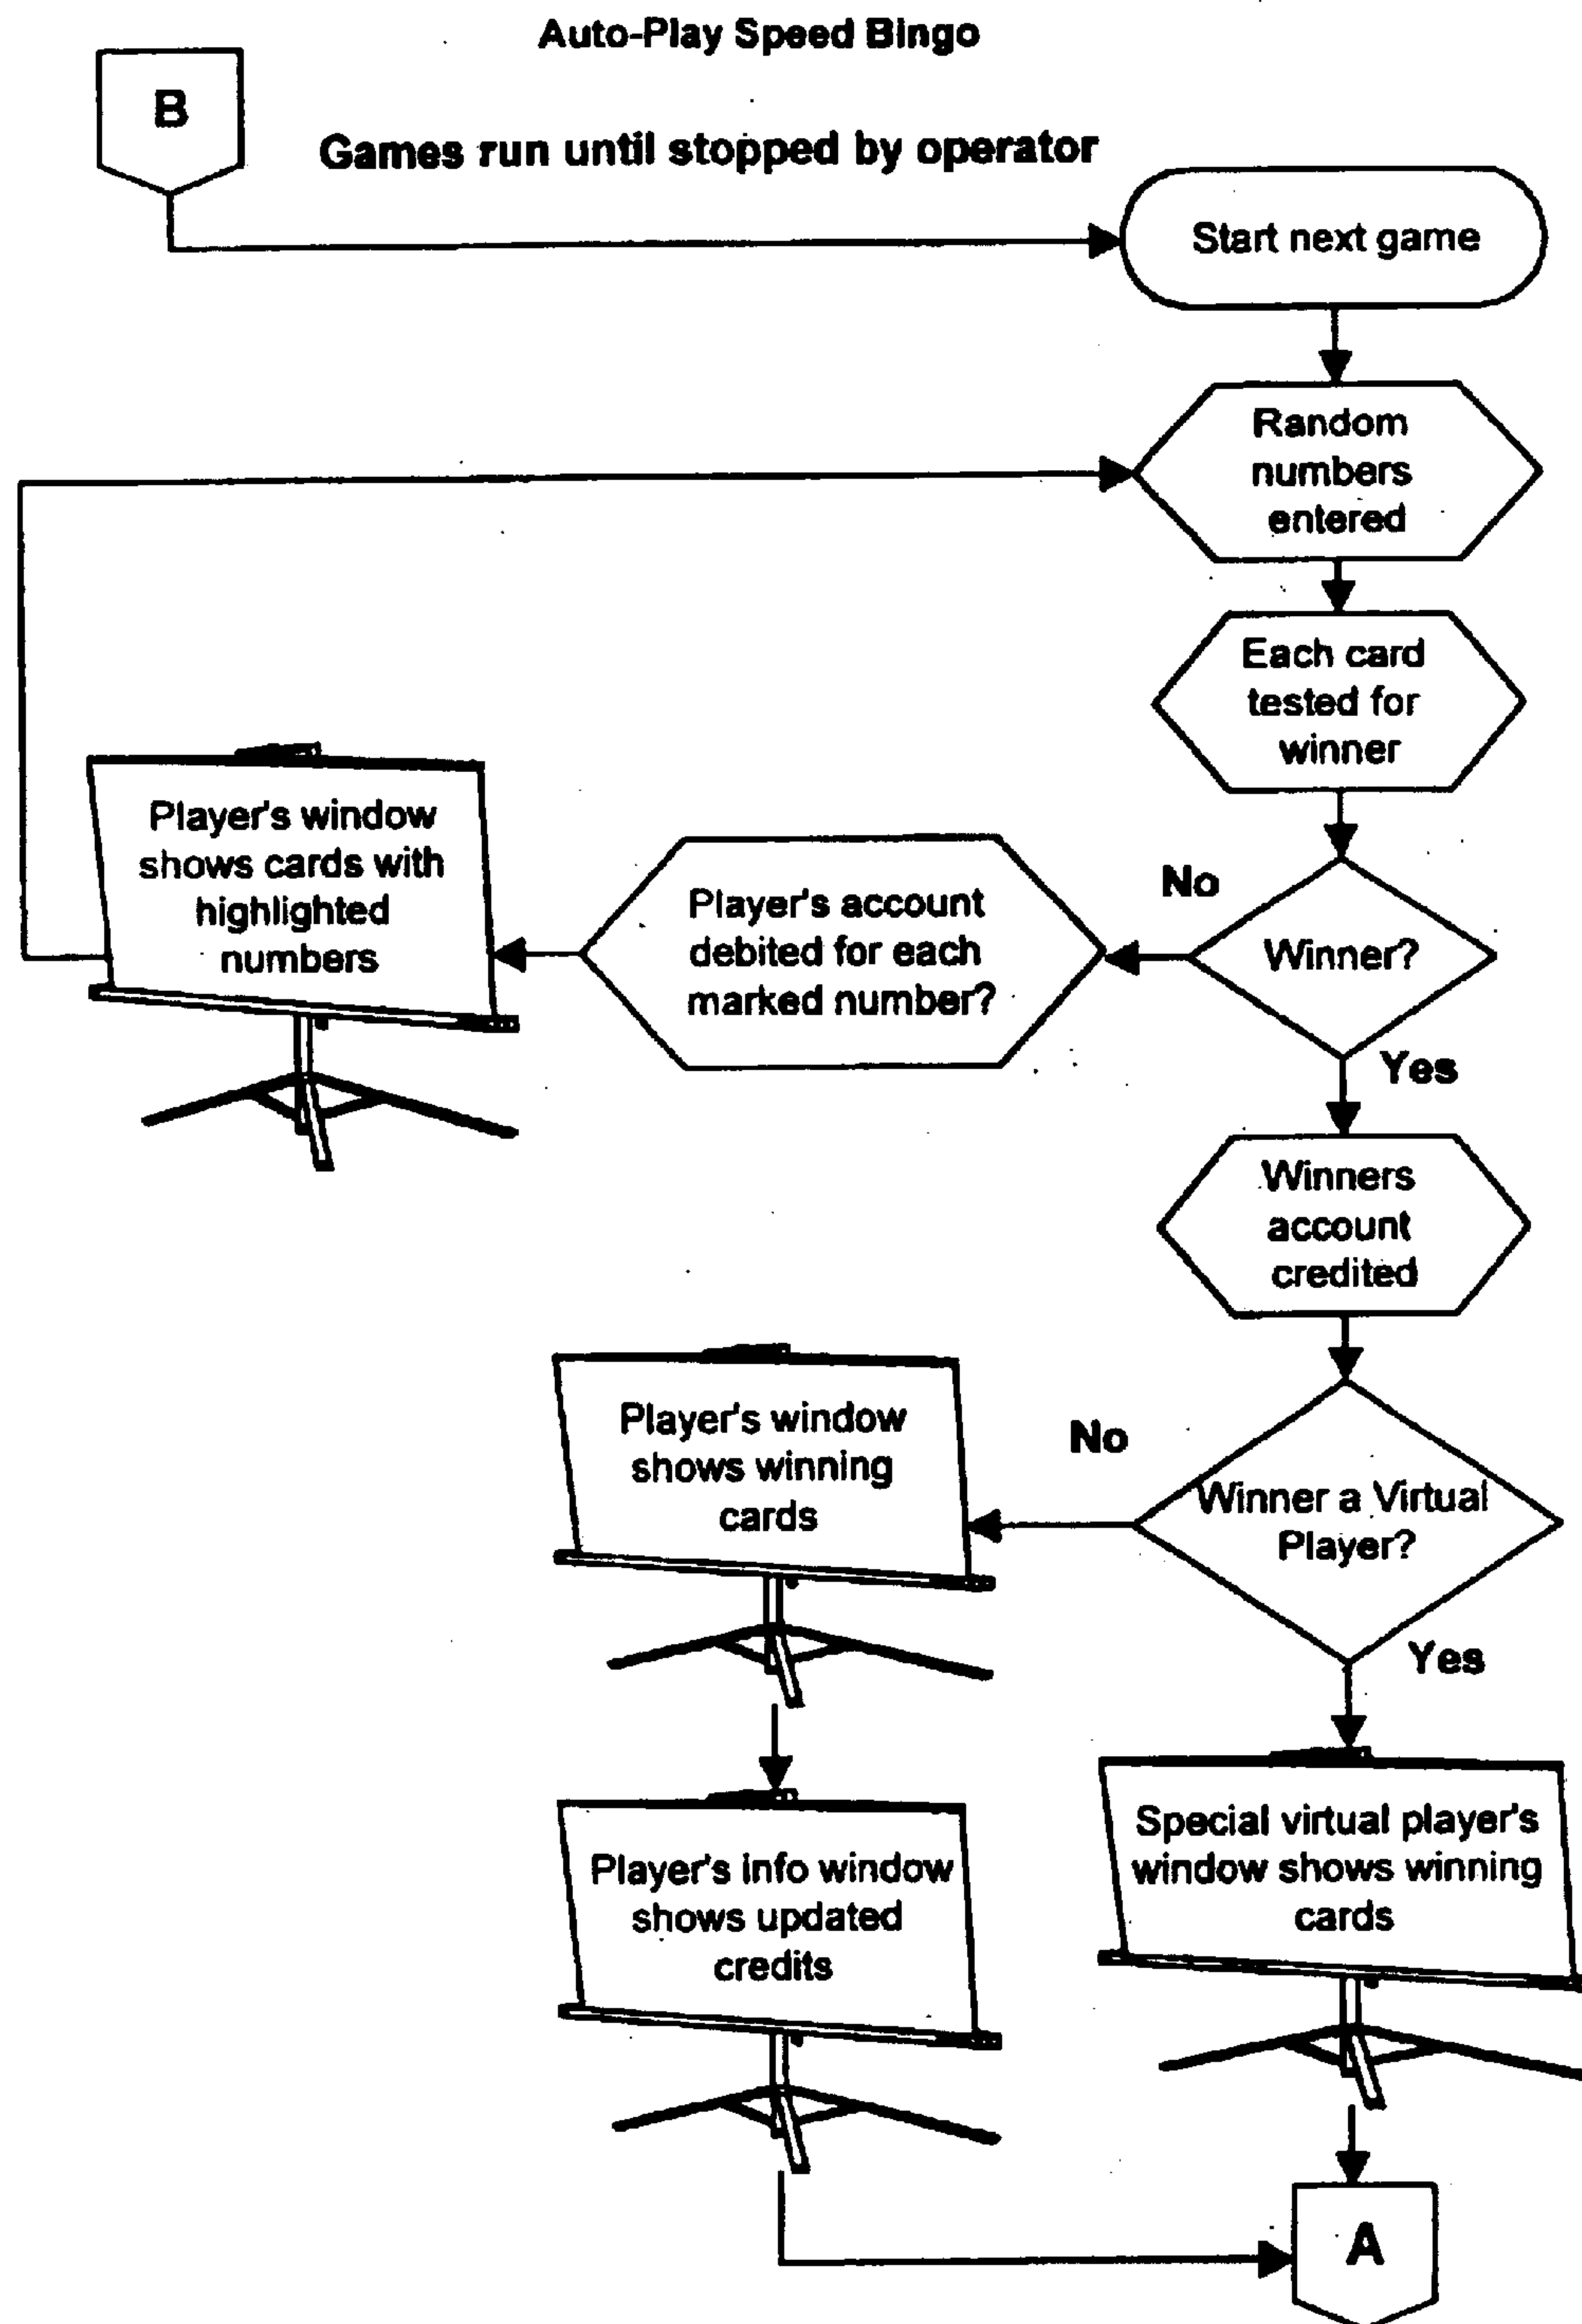 Auto-Play Speed Bingo
B
Games run until stopped by operator
Start next game
Random
numbers
entered
Each card
tested for
winner
Player's window
shows cards with
highlighted
numbers
Player's account
debited for each
marked number?
No
Winner?
Yes
Winners
account
credited
Player's window
shows winning
cards
No
Winner a Virtual
Player?
Yes
Player's info window
shows updated
credits
Special virtual player's
window shows winning
cards
A